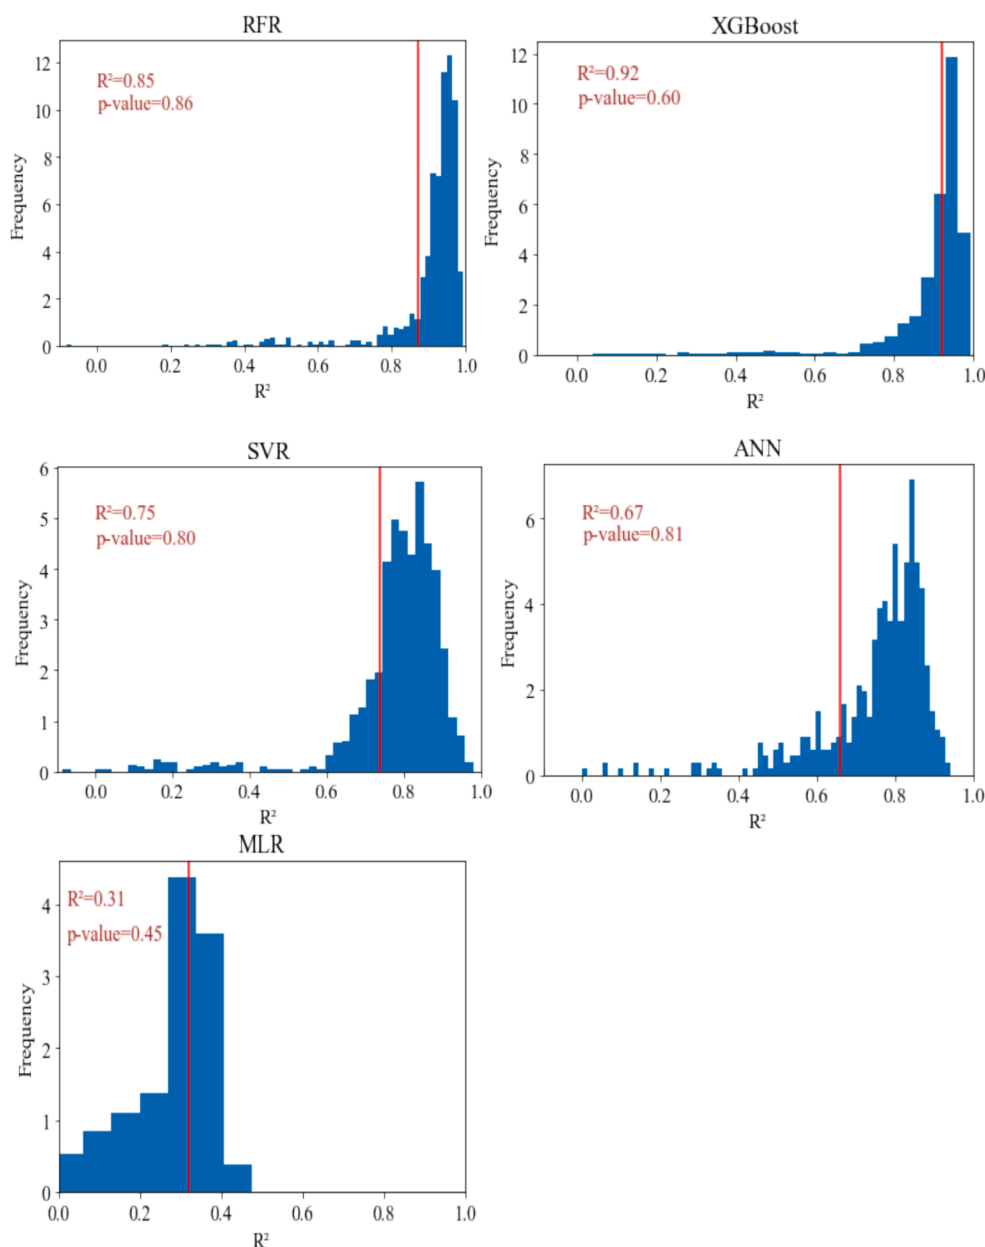 RFR
R²=0.85
p-value=0.86
Frequency
12
10
8
6
4
2
0
0.0 0.2 0.4 0.6 0.8 1.0
R²
XGBoost
R²=0.92
p-value=0.60
Frequency
12
10
8
6
4
2
0
0.0 0.2 0.4 0.6 0.8 1.0
R²
SVR
R²=0.75
p-value=0.80
Frequency
6
5
4
3
2
1
0
0.0 0.2 0.4 0.6 0.8 1.0
R²
ANN
R²=0.67
p-value=0.81
Frequency
6
4
2
0
0.0 0.2 0.4 0.6 0.8 1.0
R²
MLR
R²=0.31
p-value=0.45
Frequency
4
3
2
1
0
0.0 0.2 0.4 0.6 0.8 1.0
R²